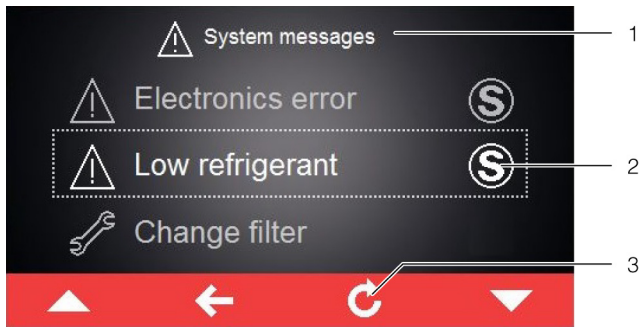 System messages
1
Electronics error S
Low refrigerant S
2
Change filter
3